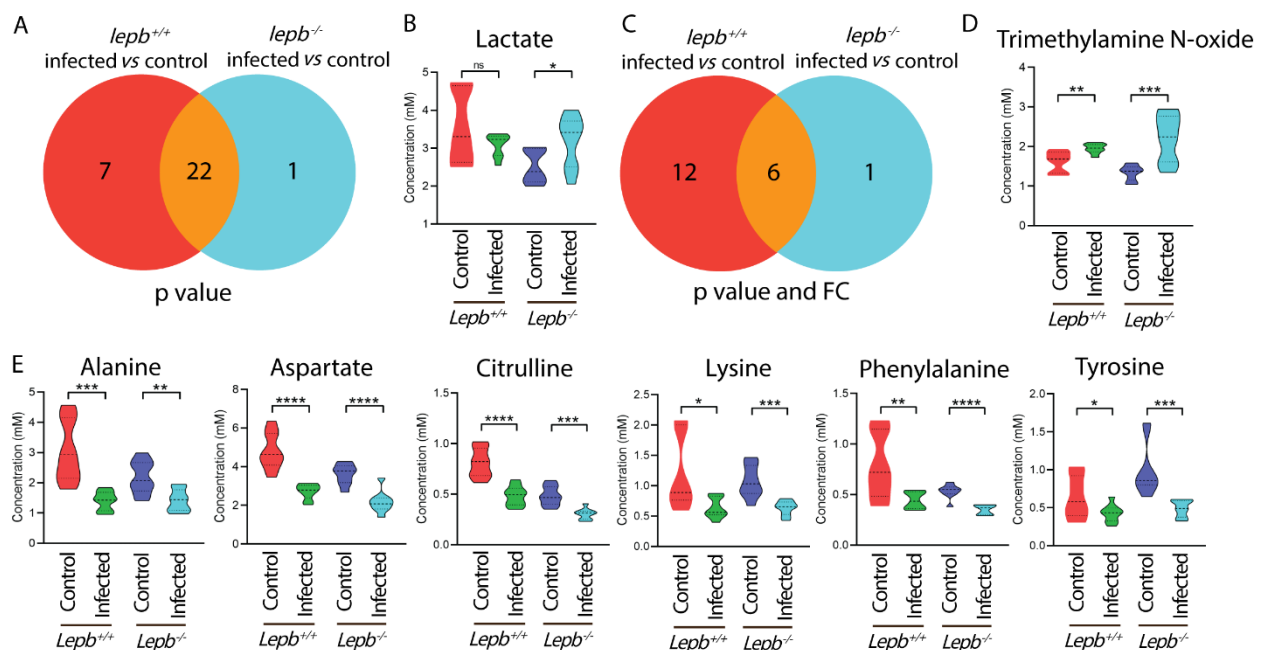 A
lepb+/+
infected vs control
lepb-/-
infected vs control
7
22
1
p value
B
Lactate
ns
*
Concentration (mM)
5
4
3
2
1
Control
Infected
Control
Infected
Lepb+/+
Lepb-/-
C
lepb+/+
infected vs control
lepb-/-
infected vs control
12
6
1
p value and FC
D
Trimethylamine N-oxide
**
***
Concentration (mM)
4
3
2
1
0
Control
Infected
Control
Infected
Lepb+/+
Lepb-/-
E
Alanine
***
**
Concentration (mM)
5
4
3
2
1
0
Control
Infected
Control
Infected
Lepb+/+
Lepb-/-
Aspartate
****
****
Concentration (mM)
8
6
4
2
0
Control
Infected
Control
Infected
Lepb+/+
Lepb-/-
Citrulline
****
***
Concentration (mM)
1.5
1.0
0.5
0.0
Control
Infected
Control
Infected
Lepb+/+
Lepb-/-
Lysine
*
***
Concentration (mM)
2.5
2.0
1.5
1.0
0.5
0.0
Control
Infected
Control
Infected
Lepb+/+
Lepb-/-
Phenylalanine
**
****
Concentration (mM)
1.5
1.0
0.5
0.0
Control
Infected
Control
Infected
Lepb+/+
Lepb-/-
Tyrosine
*
***
Concentration (mM)
2.0
1.5
1.0
0.5
0.0
Control
Infected
Control
Infected
Lepb+/+
Lepb-/-